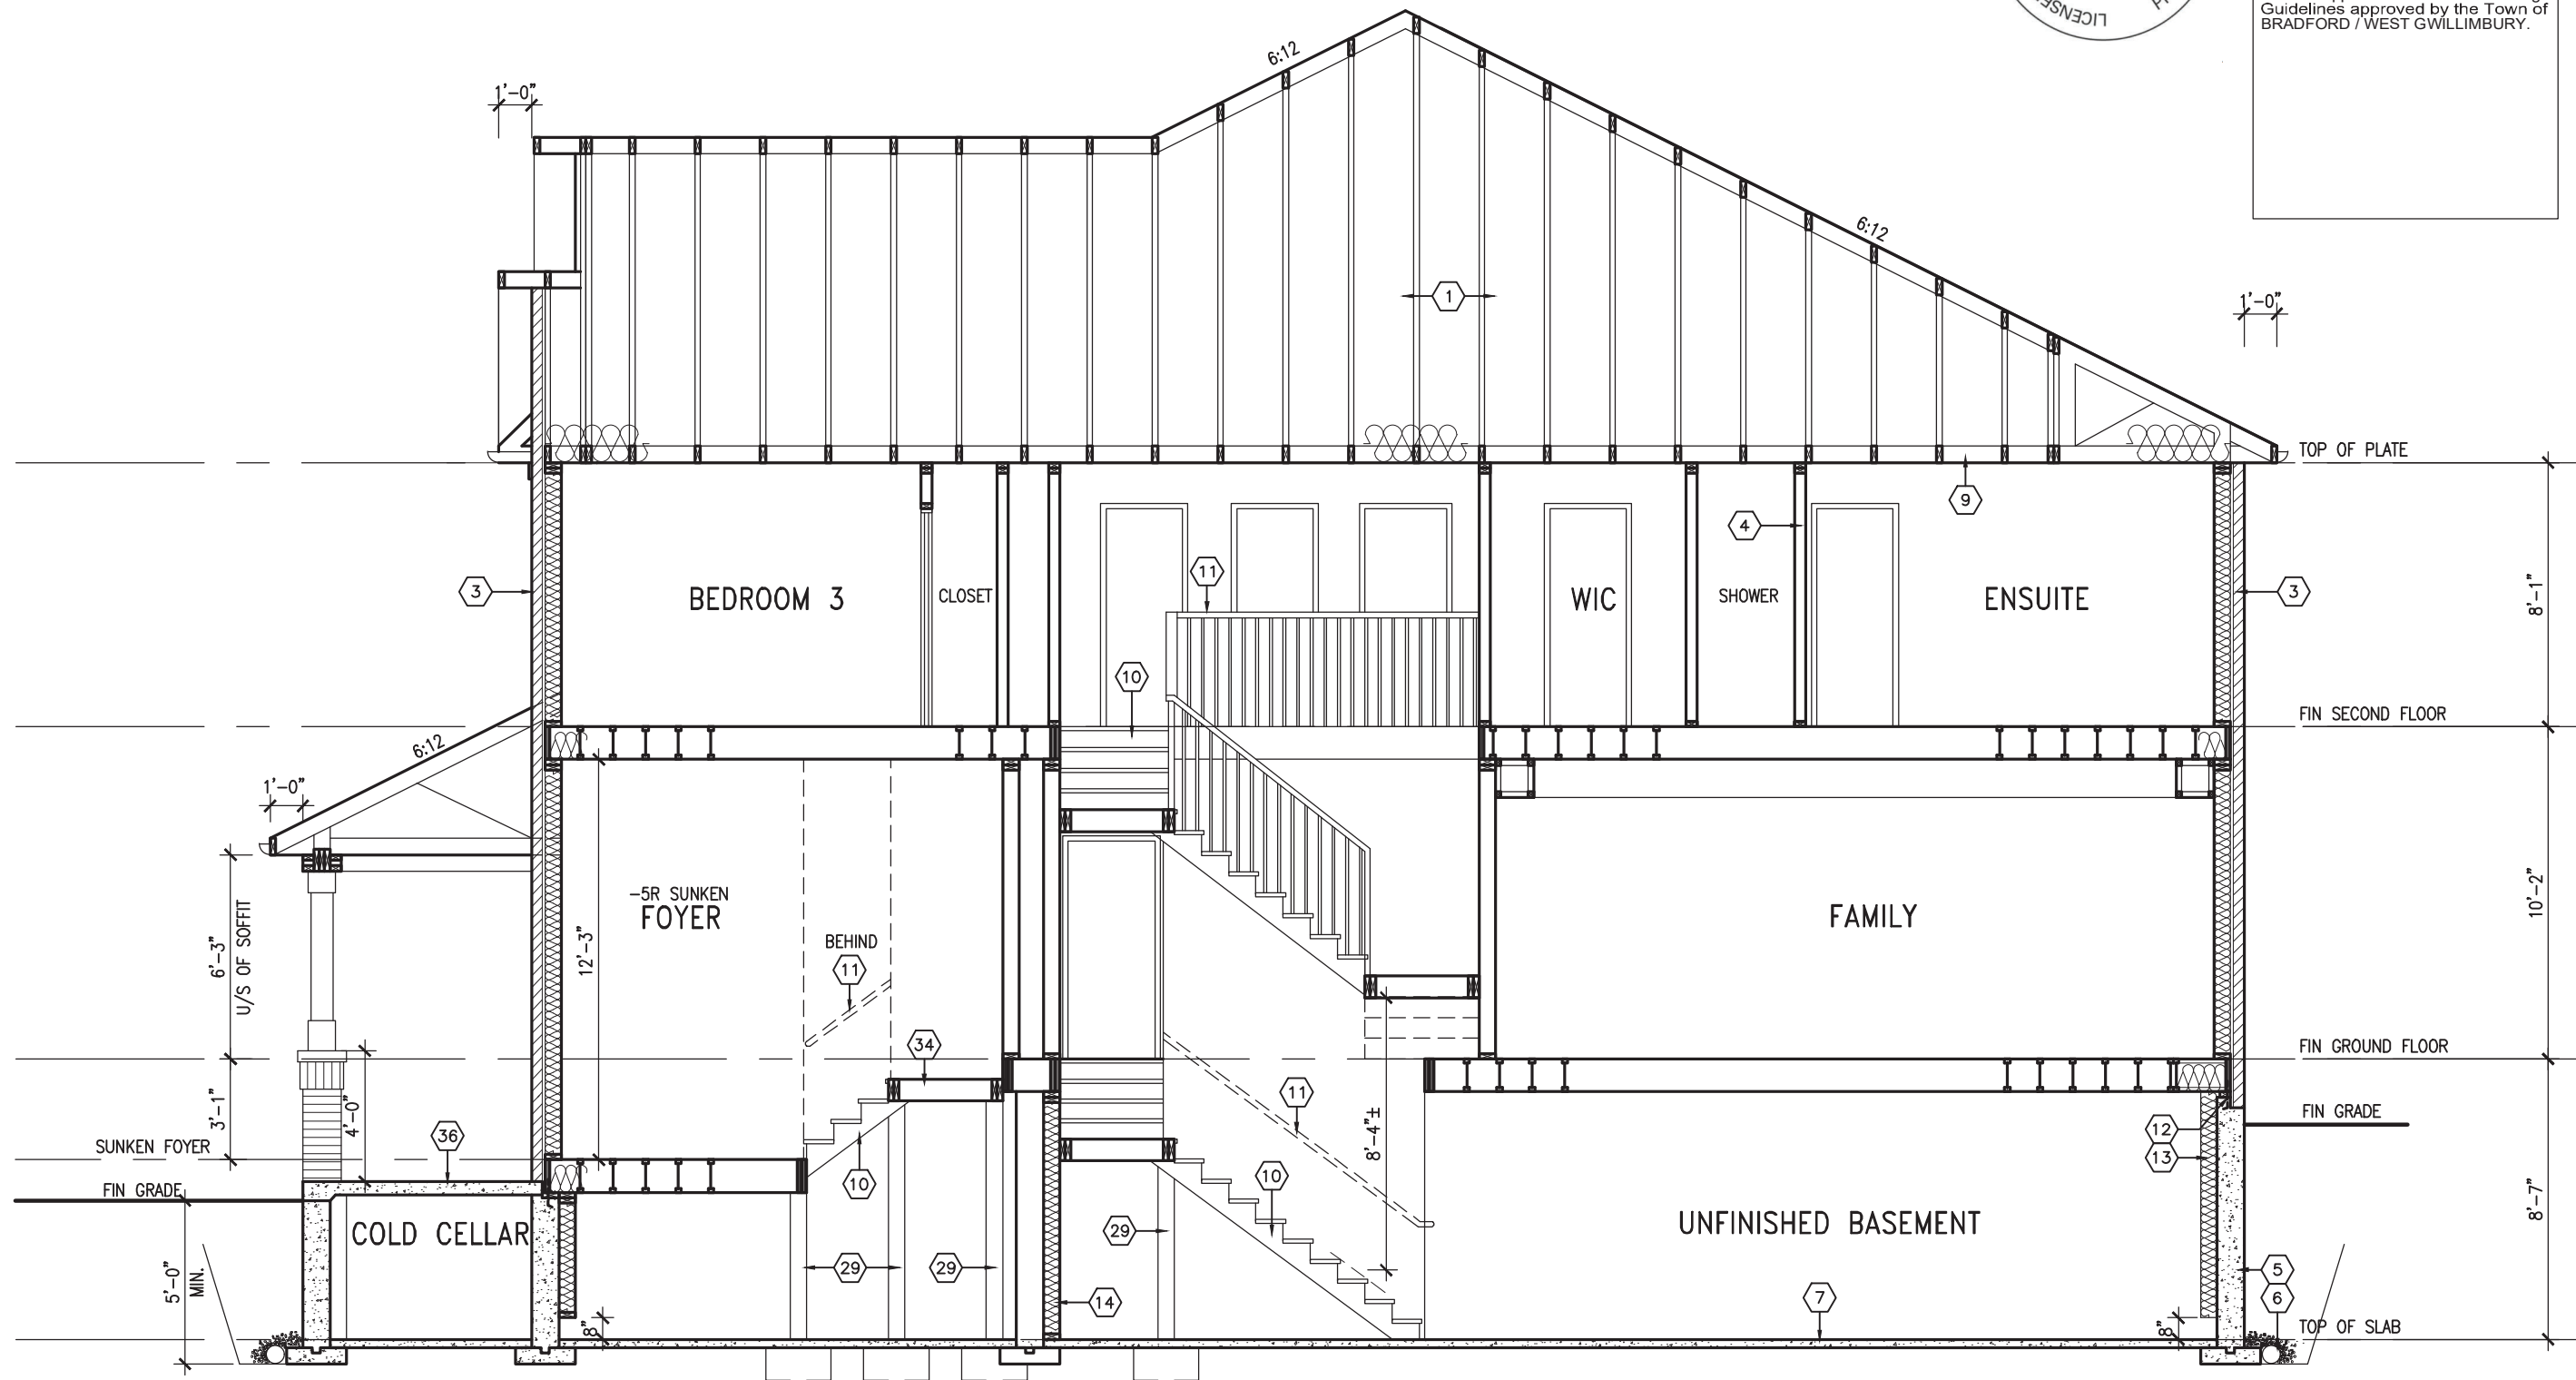 LICENSE
Guidelines approved by the Town of
BRADFORD / WEST GWILLIMBURY.
6:12
1'-0"
6:12
1
1'-0"
TOP OF PLATE
9
4
3
BEDROOM 3
CLOSET
11
WIC
SHOWER
ENSUITE
3
8'-1"
10
FIN SECOND FLOOR
6:12
1'-0"
-5R SUNKEN
FOYER
FAMILY
10'-2"
6'-3"
U/S OF SOFFIT
12'-3"
BEHIND
11
34
FIN GROUND FLOOR
3'-1"
4'-0"
11
8'-4"±
FIN GRADE
SUNKEN FOYER
36
12
13
FIN GRADE
10
10
8'-7"
COLD CELLAR
29
UNFINISHED BASEMENT
5'-0"
MIN.
29
29
14
7
5
6
8"
8"
TOP OF SLAB